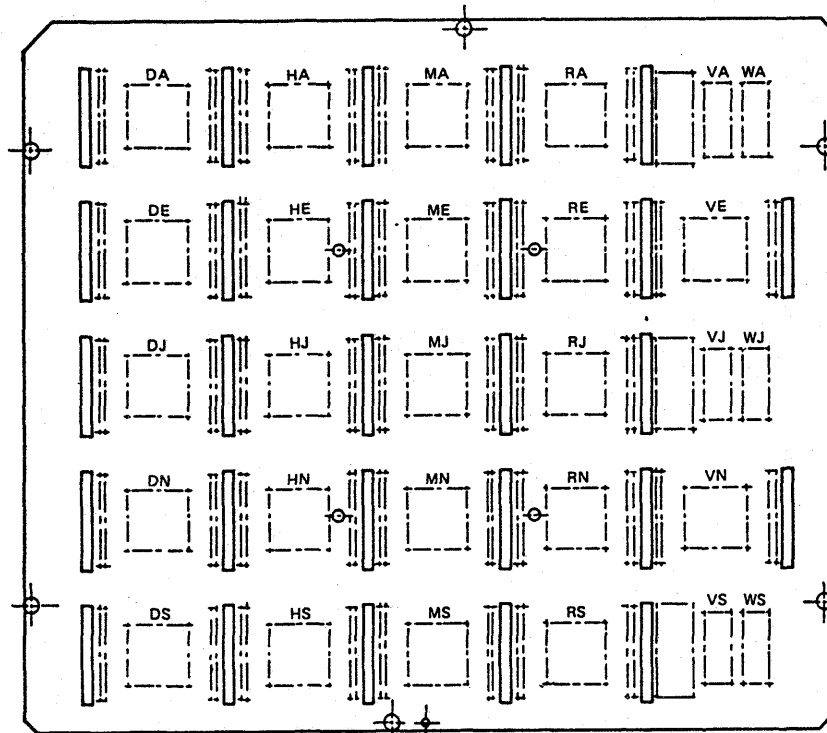 DA HA MA RA VA WA
DE HE ME RE VE
DJ HJ MJ RJ VJ WJ
DN HN MN RN VN
DS HS MS RS VS WS